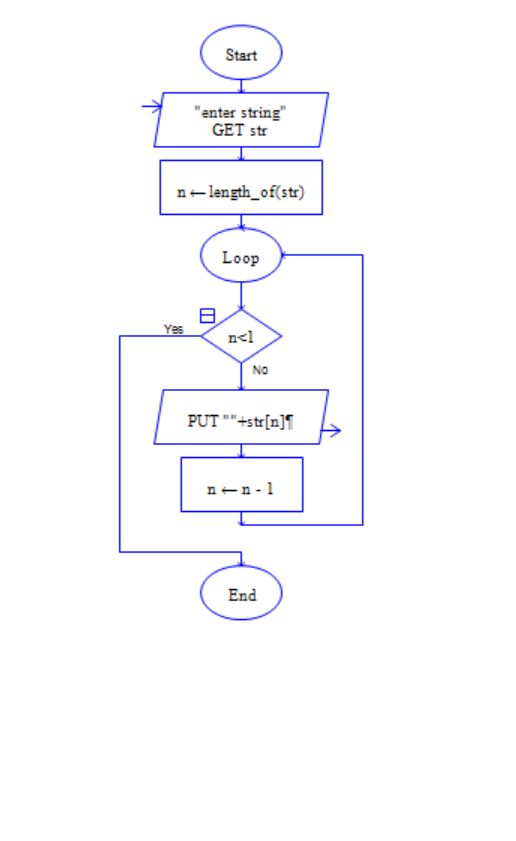 Start
"enter string"
GET str
n ← length_of(str)
Loop
Yes
n<1
No
PUT ""+str[n]¶
n ← n - 1
End